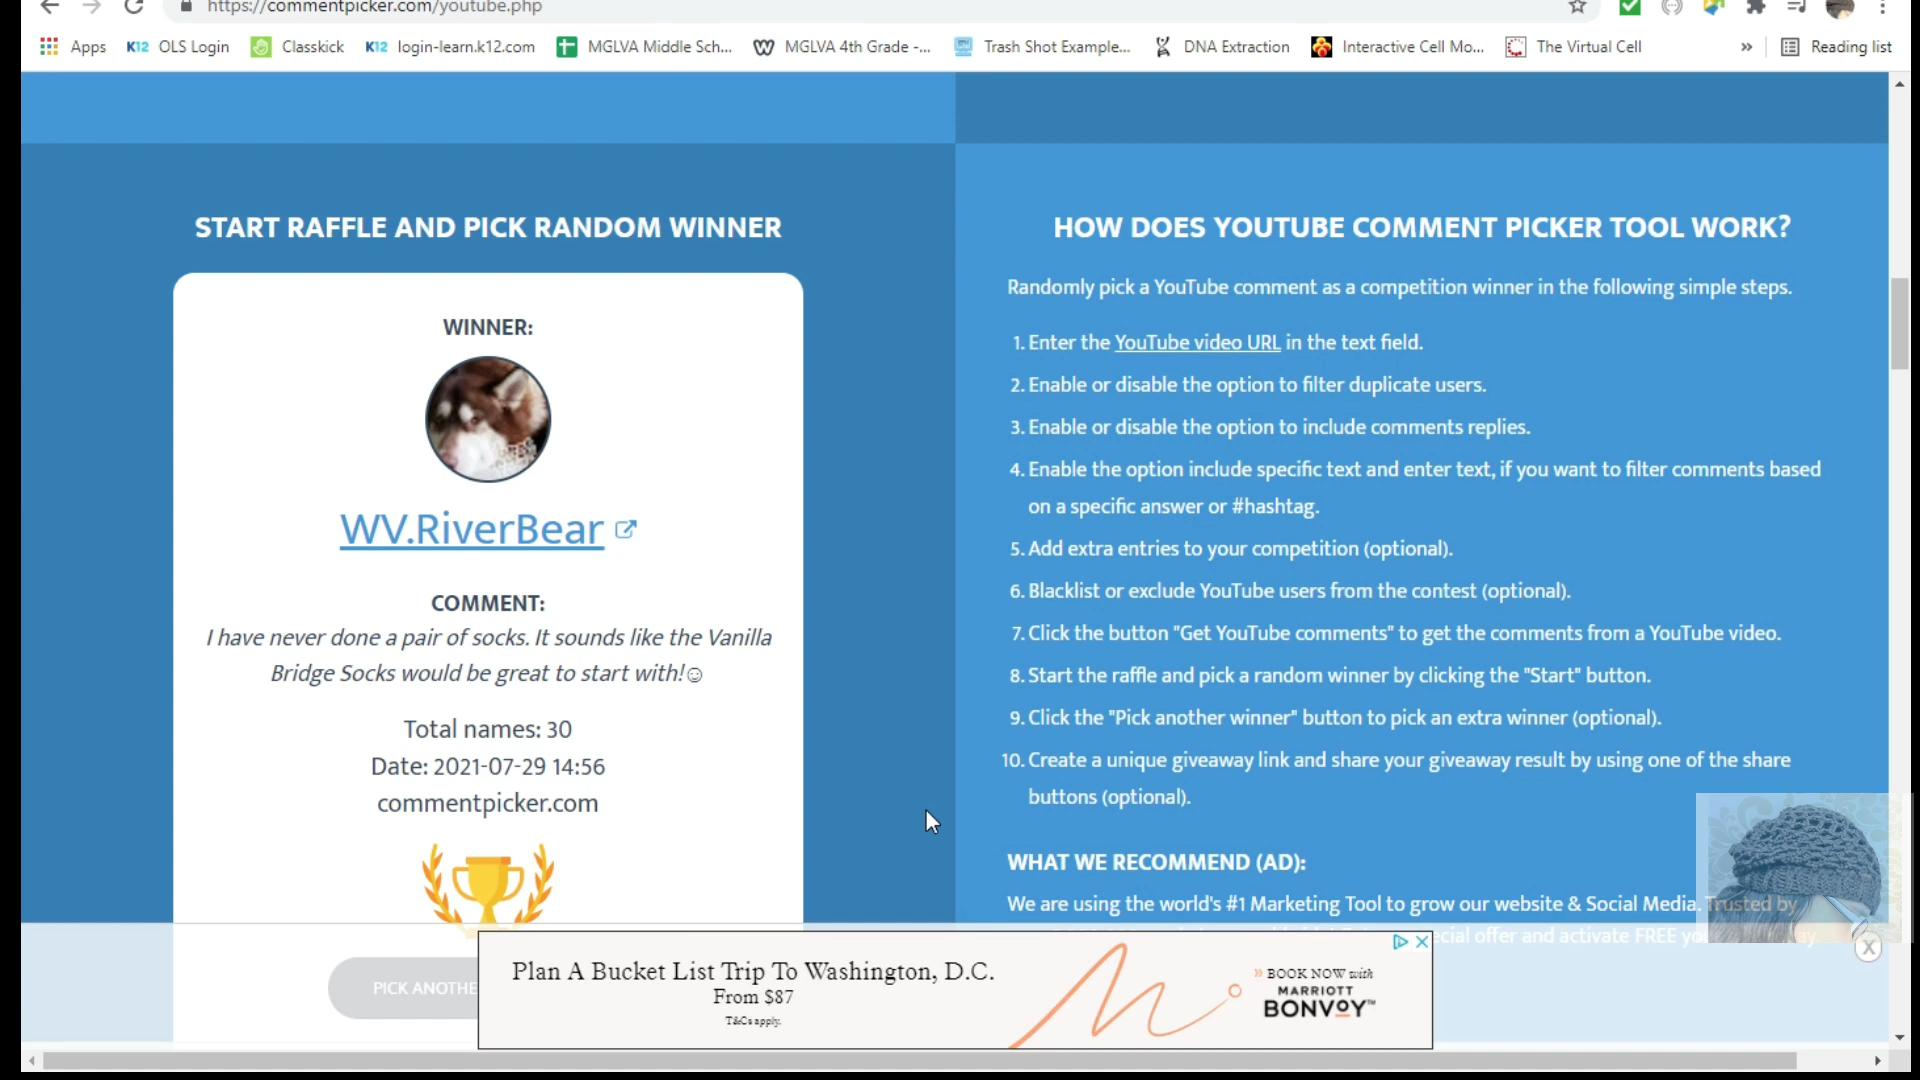 https://commentpicker.com/youtube.php
Apps K12 OLS Login Classkick K12 login-learn.k12.com MGLVA Middle Sch... MGLVA 4th Grade -... Trash Shot Example... DNA Extraction Interactive Cell Mo... The Virtual Cell » Reading list
START RAFFLE AND PICK RANDOM WINNER
WINNER:
WV.RiverBear
COMMENT:
I have never done a pair of socks. It sounds like the Vanilla
Bridge Socks would be great to start with!☺
Total names: 30
Date: 2021-07-29 14:56
commentpicker.com
PICK ANOTHE
HOW DOES YOUTUBE COMMENT PICKER TOOL WORK?
Randomly pick a YouTube comment as a competition winner in the following simple steps.
1. Enter the YouTube video URL in the text field.
2. Enable or disable the option to filter duplicate users.
3. Enable or disable the option to include comments replies.
4. Enable the option include specific text and enter text, if you want to filter comments based
on a specific answer or #hashtag.
5. Add extra entries to your competition (optional).
6. Blacklist or exclude YouTube users from the contest (optional).
7. Click the button "Get YouTube comments" to get the comments from a YouTube video.
8. Start the raffle and pick a random winner by clicking the "Start" button.
9. Click the "Pick another winner" button to pick an extra winner (optional).
10. Create a unique giveaway link and share your giveaway result by using one of the share
buttons (optional).
WHAT WE RECOMMEND (AD):
We are using the world's #1 Marketing Tool to grow our website & Social Media. Trusted by
ecial offer and activate FREE yo
Plan A Bucket List Trip To Washington, D.C.
From $87
T&Cs apply.
» BOOK NOW with
MARRIOTT
BONVOY™